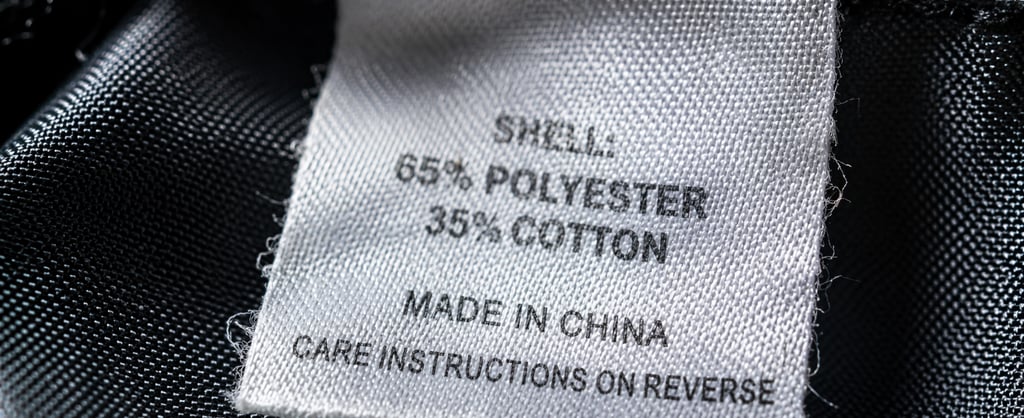 SHELL:
65% POLYESTER
35% COTTON
MADE IN CHINA
CARE INSTRUCTIONS ON REVERSE